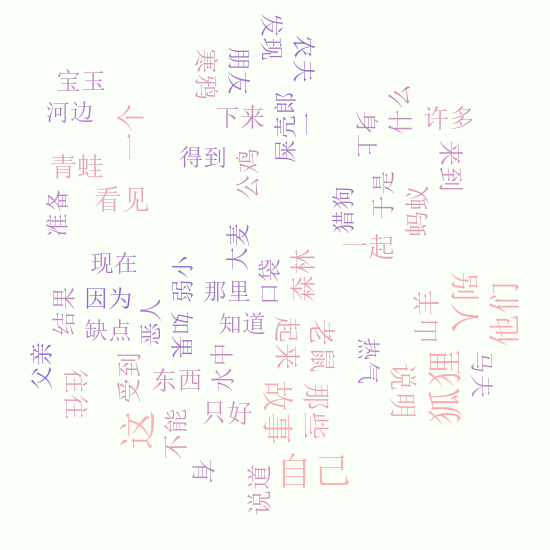 发现
农夫
寒鸦
朋友
宝玉
河边
一个
下来
屎壳郎
一
身上
什么
许多
得到
公鸡
青蛙
看见
准备
来到
猎狗
于是
蚂蚁
一起
大麦
现在
弱小
那里
口袋
森林
结果
因为
缺点
恶人
番茄
知道
起来
老鼠
山羊
别人
他们
父亲
往往
受到
东西
水中
热气
说明
狐狸
马夫
这
不能
只好
故事
那些
有
说道
自己